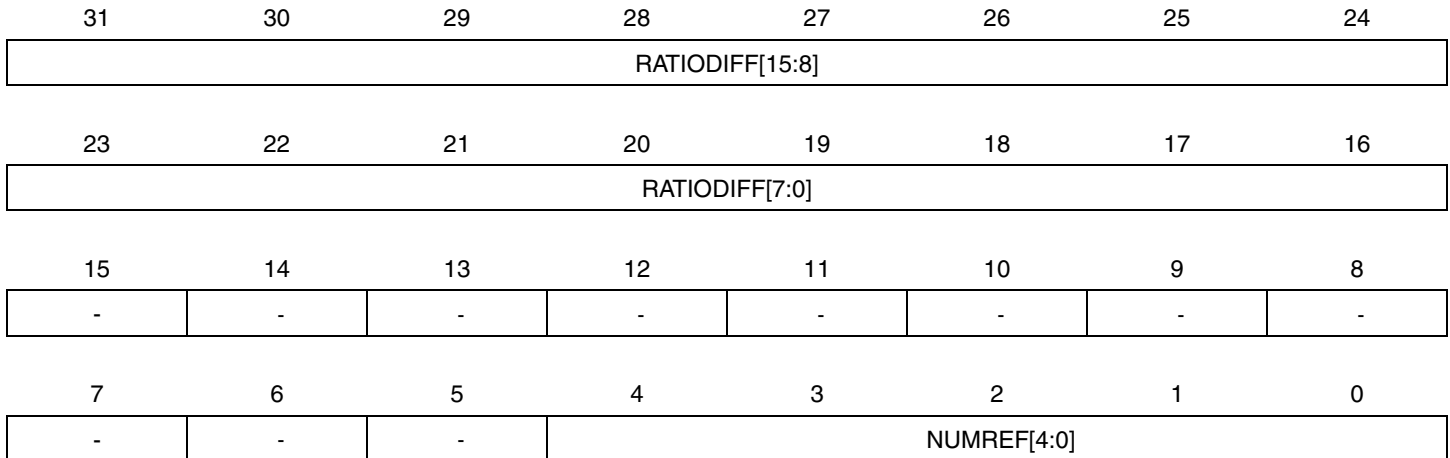 31 30 29 28 27 26 25 24
RATIODIFF[15:8]
23 22 21 20 19 18 17 16
RATIODIFF[7:0]
15 14 13 12 11 10 9 8
- - - - - - - -
7 6 5 4 3 2 1 0
- - - NUMREF[4:0]